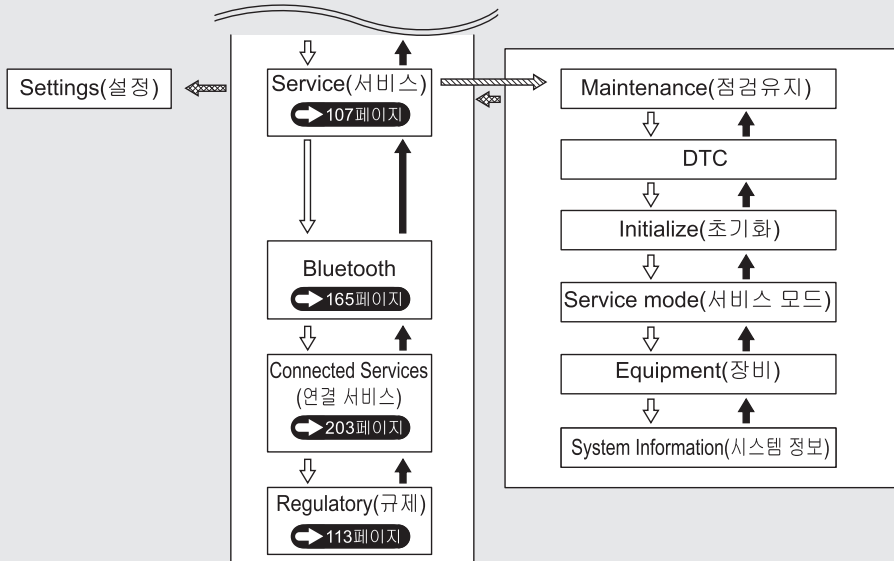 Settings(설정)
Service(서비스)
107페이지
Bluetooth
165페이지
Connected Services
(연결 서비스)
203페이지
Regulatory(규제)
113페이지
Maintenance(점검유지)
DTC
Initialize(초기화)
Service mode(서비스 모드)
Equipment(장비)
System Information(시스템 정보)